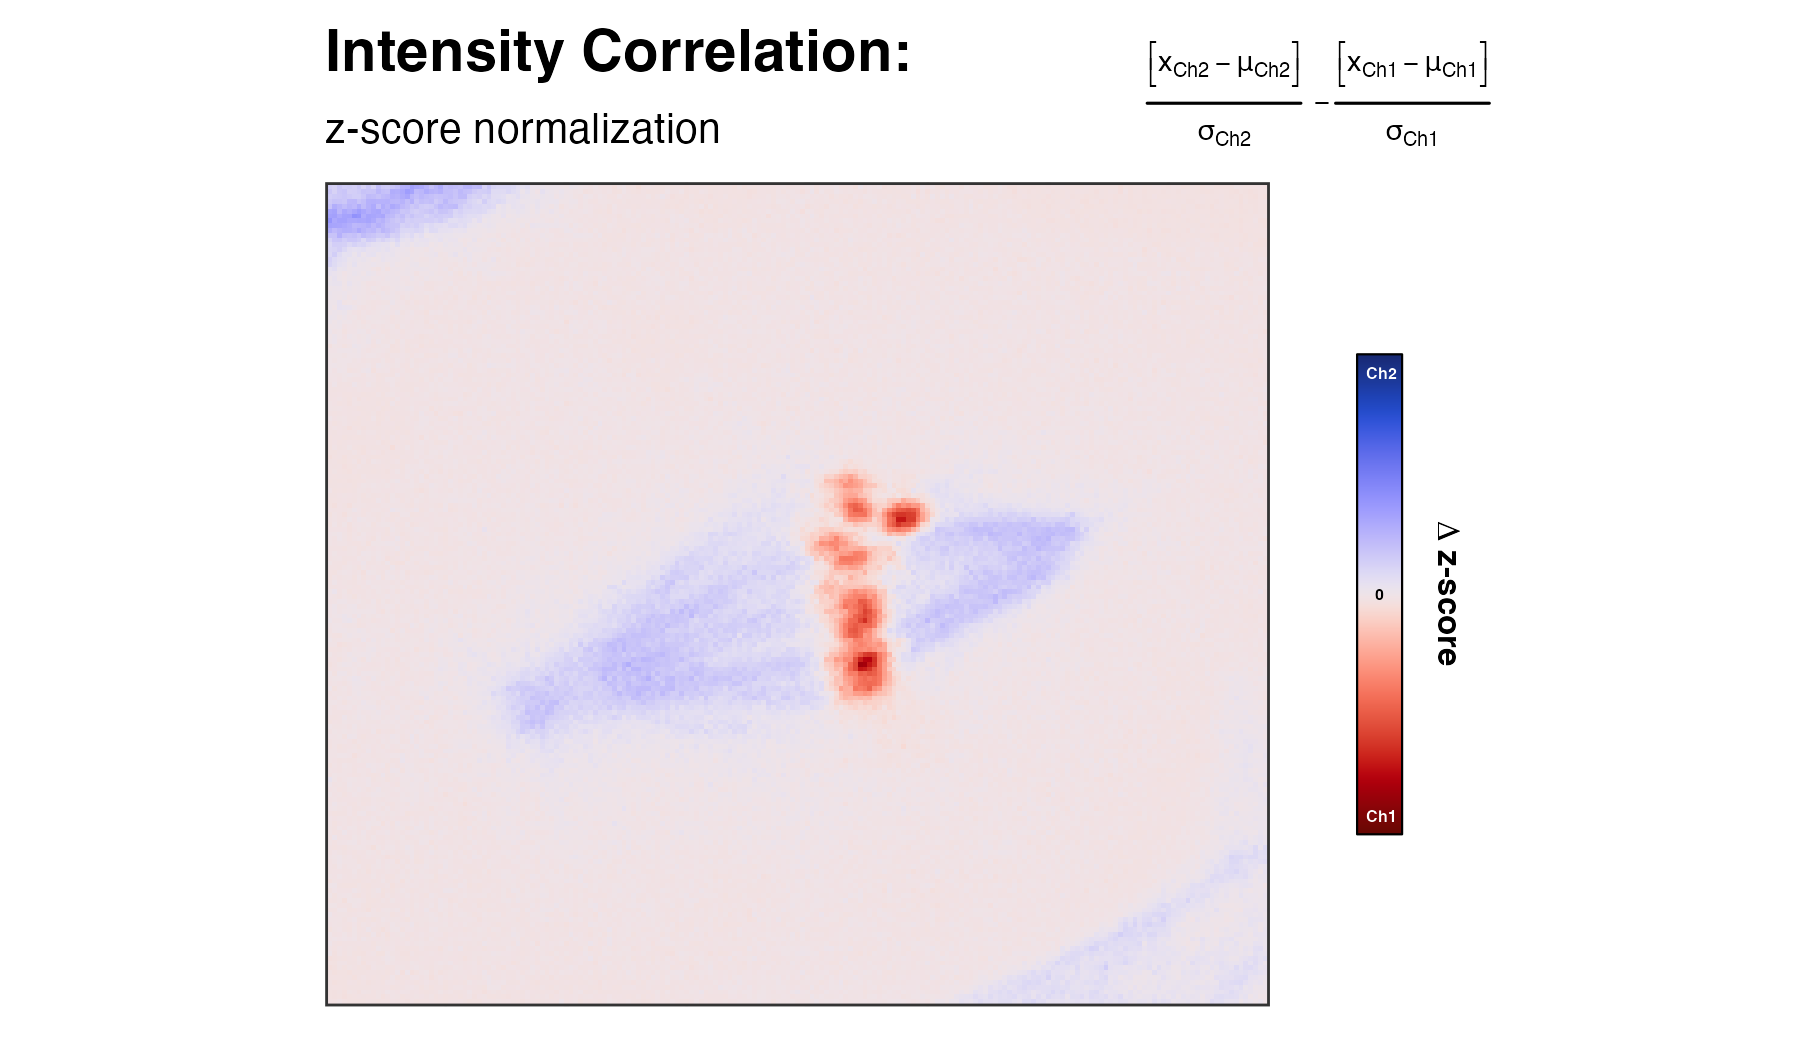 Intensity Correlation:
z-score normalization
[xCh2 – μCh2] [xCh1 – μCh1]
–
σCh2 σCh1
Ch2
0
Ch1
Δ z-score